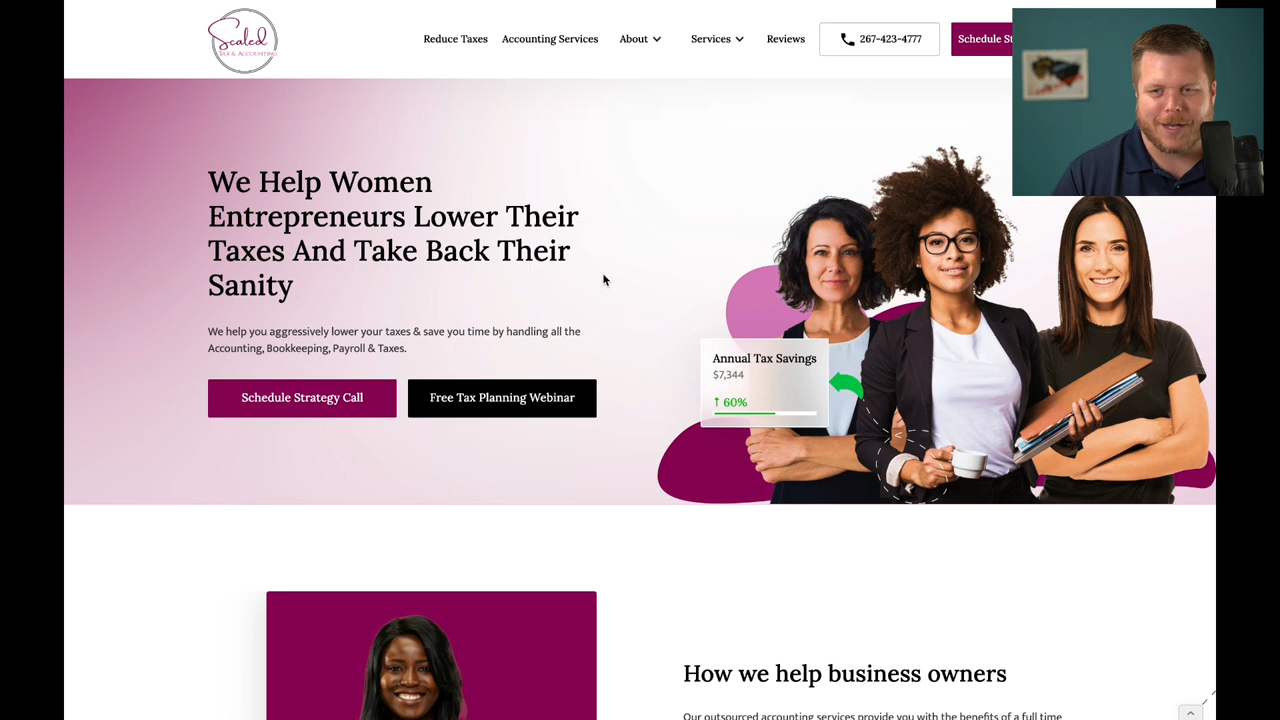 Scaled
TAX & ACCOUNTING
Reduce Taxes
Accounting Services
About
Services
Reviews
267-423-4777
Schedule St
We Help Women
Entrepreneurs Lower Their
Taxes And Take Back Their
Sanity
We help you aggressively lower your taxes & save you time by handling all the
Accounting, Bookkeeping, Payroll & Taxes.
Schedule Strategy Call
Free Tax Planning Webinar
Annual Tax Savings
$7,344
↑ 60%
How we help business owners
Our outsourced accounting services provide you with the benefits of a full time